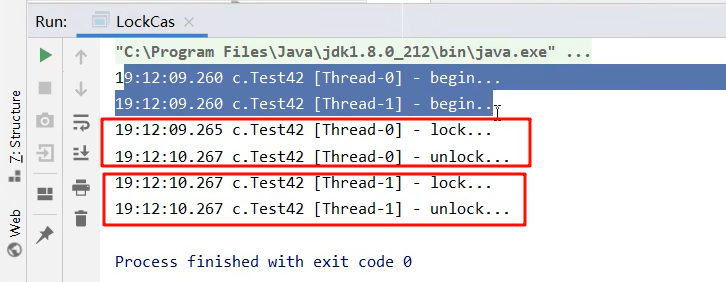 Run: LockCas ×
"C:\Program Files\Java\jdk1.8.0_212\bin\java.exe" ...
19:12:09.260 c.Test42 [Thread-0] - begin...
19:12:09.260 c.Test42 [Thread-1] - begin...
19:12:09.265 c.Test42 [Thread-0] - lock...
19:12:10.267 c.Test42 [Thread-0] - unlock...
19:12:10.267 c.Test42 [Thread-1] - lock...
19:12:10.267 c.Test42 [Thread-1] - unlock...
Process finished with exit code 0
7: Structure
Web